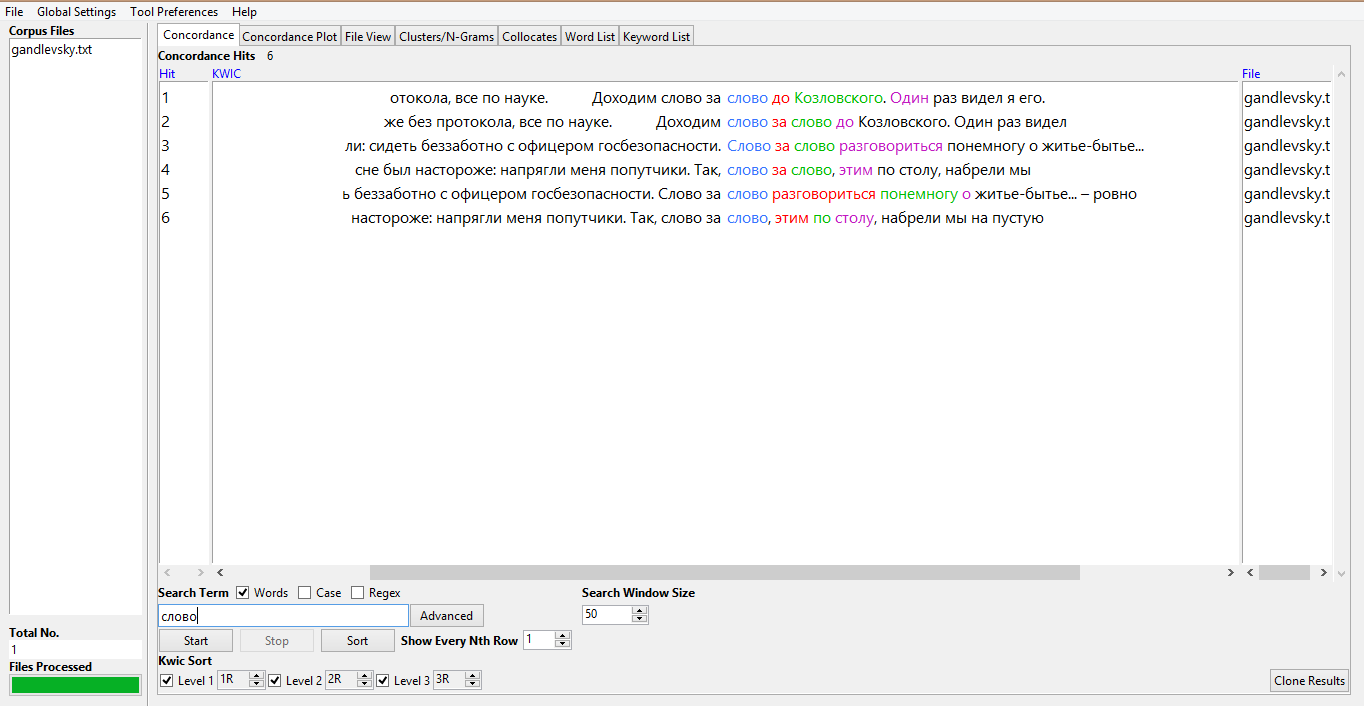 File Global Settings Tool Preferences Help
Corpus Files
gandlevsky.txt
Concordance Concordance Plot File View Clusters/N-Grams Collocates Word List Keyword List
Concordance Hits 6
Hit KWIC File
1 отокола, все по науке. Доходим слово за слово до Козловского. Один раз видел я его. gandlevsky.t
2 же без протокола, все по науке. Доходим слово за слово до Козловского. Один раз видел gandlevsky.t
3 ли: сидеть беззаботно с офицером госбезопасности. Слово за слово разговориться понемногу о житье-бытье... gandlevsky.t
4 сне был настороже: напрягли меня попутчики. Так, слово за слово, этим по столу, набрели мы gandlevsky.t
5 ь беззаботно с офицером госбезопасности. Слово за слово разговориться понемногу о житье-бытье... – ровно gandlevsky.t
6 настороже: напрягли меня попутчики. Так, слово за слово, этим по столу, набрели мы на пустую gandlevsky.t
Search Term Words Case Regex Search Window Size
слово Advanced 50
Start Stop Sort Show Every Nth Row 1
Kwic Sort
Level 1 1R Level 2 2R Level 3 3R Clone Results
Total No.
1
Files Processed